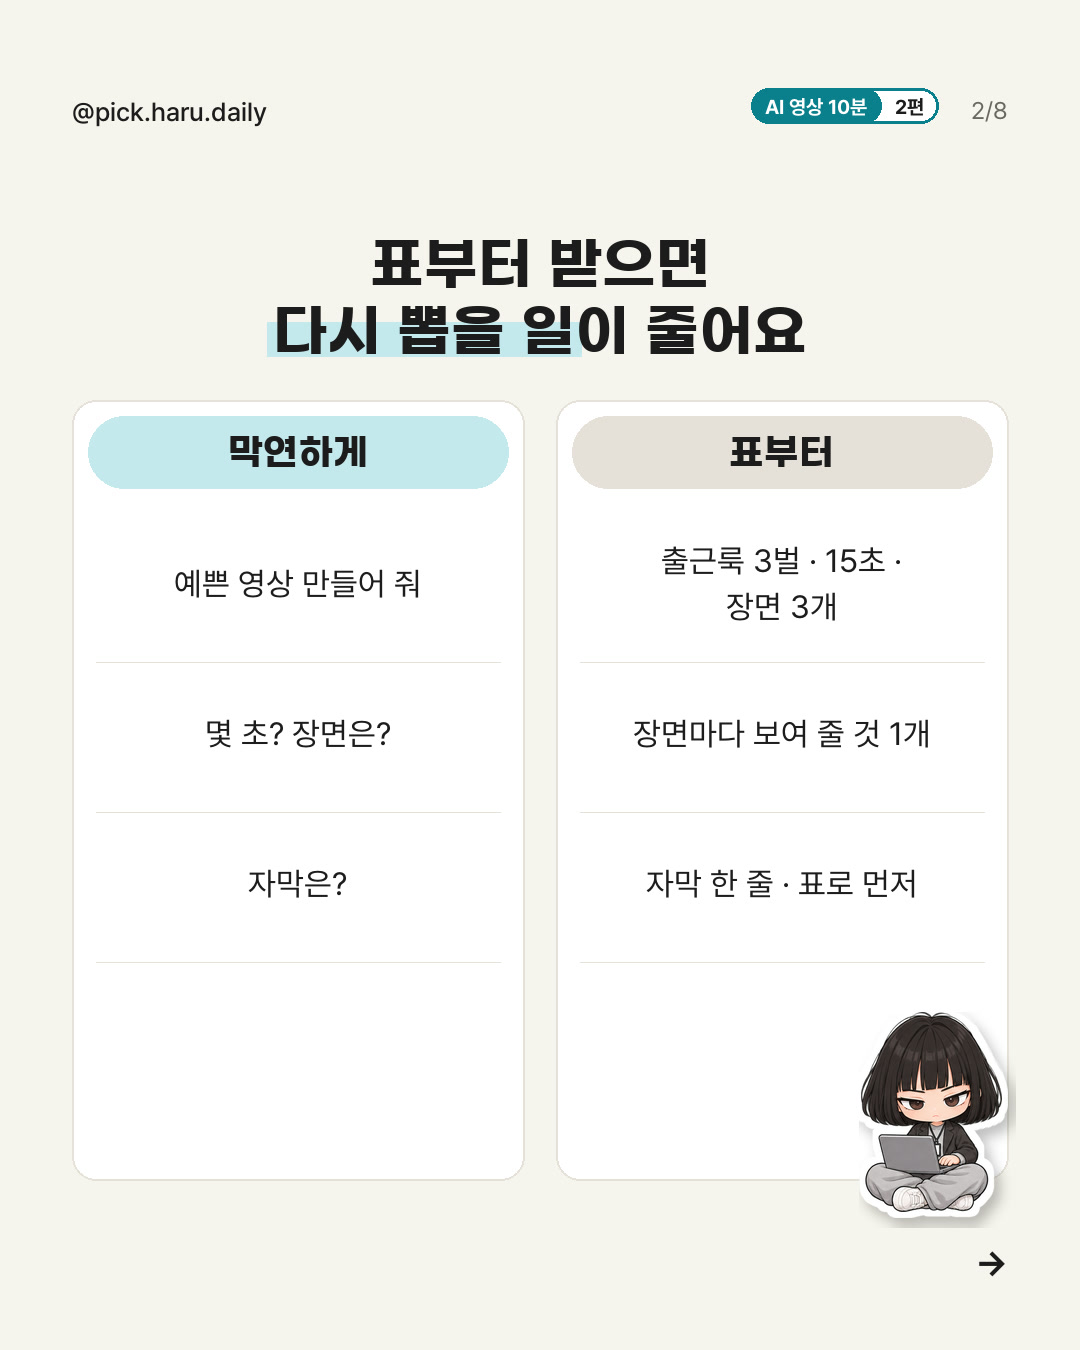 @pick.haru.daily
AI 영상 10분 2편
2/8
표부터 받으면
다시 뽑을 일이 줄어요
막연하게
예쁜 영상 만들어 줘
몇 초? 장면은?
자막은?
표부터
출근룩 3벌 · 15초 ·
장면 3개
장면마다 보여 줄 것 1개
자막 한 줄 · 표로 먼저
→